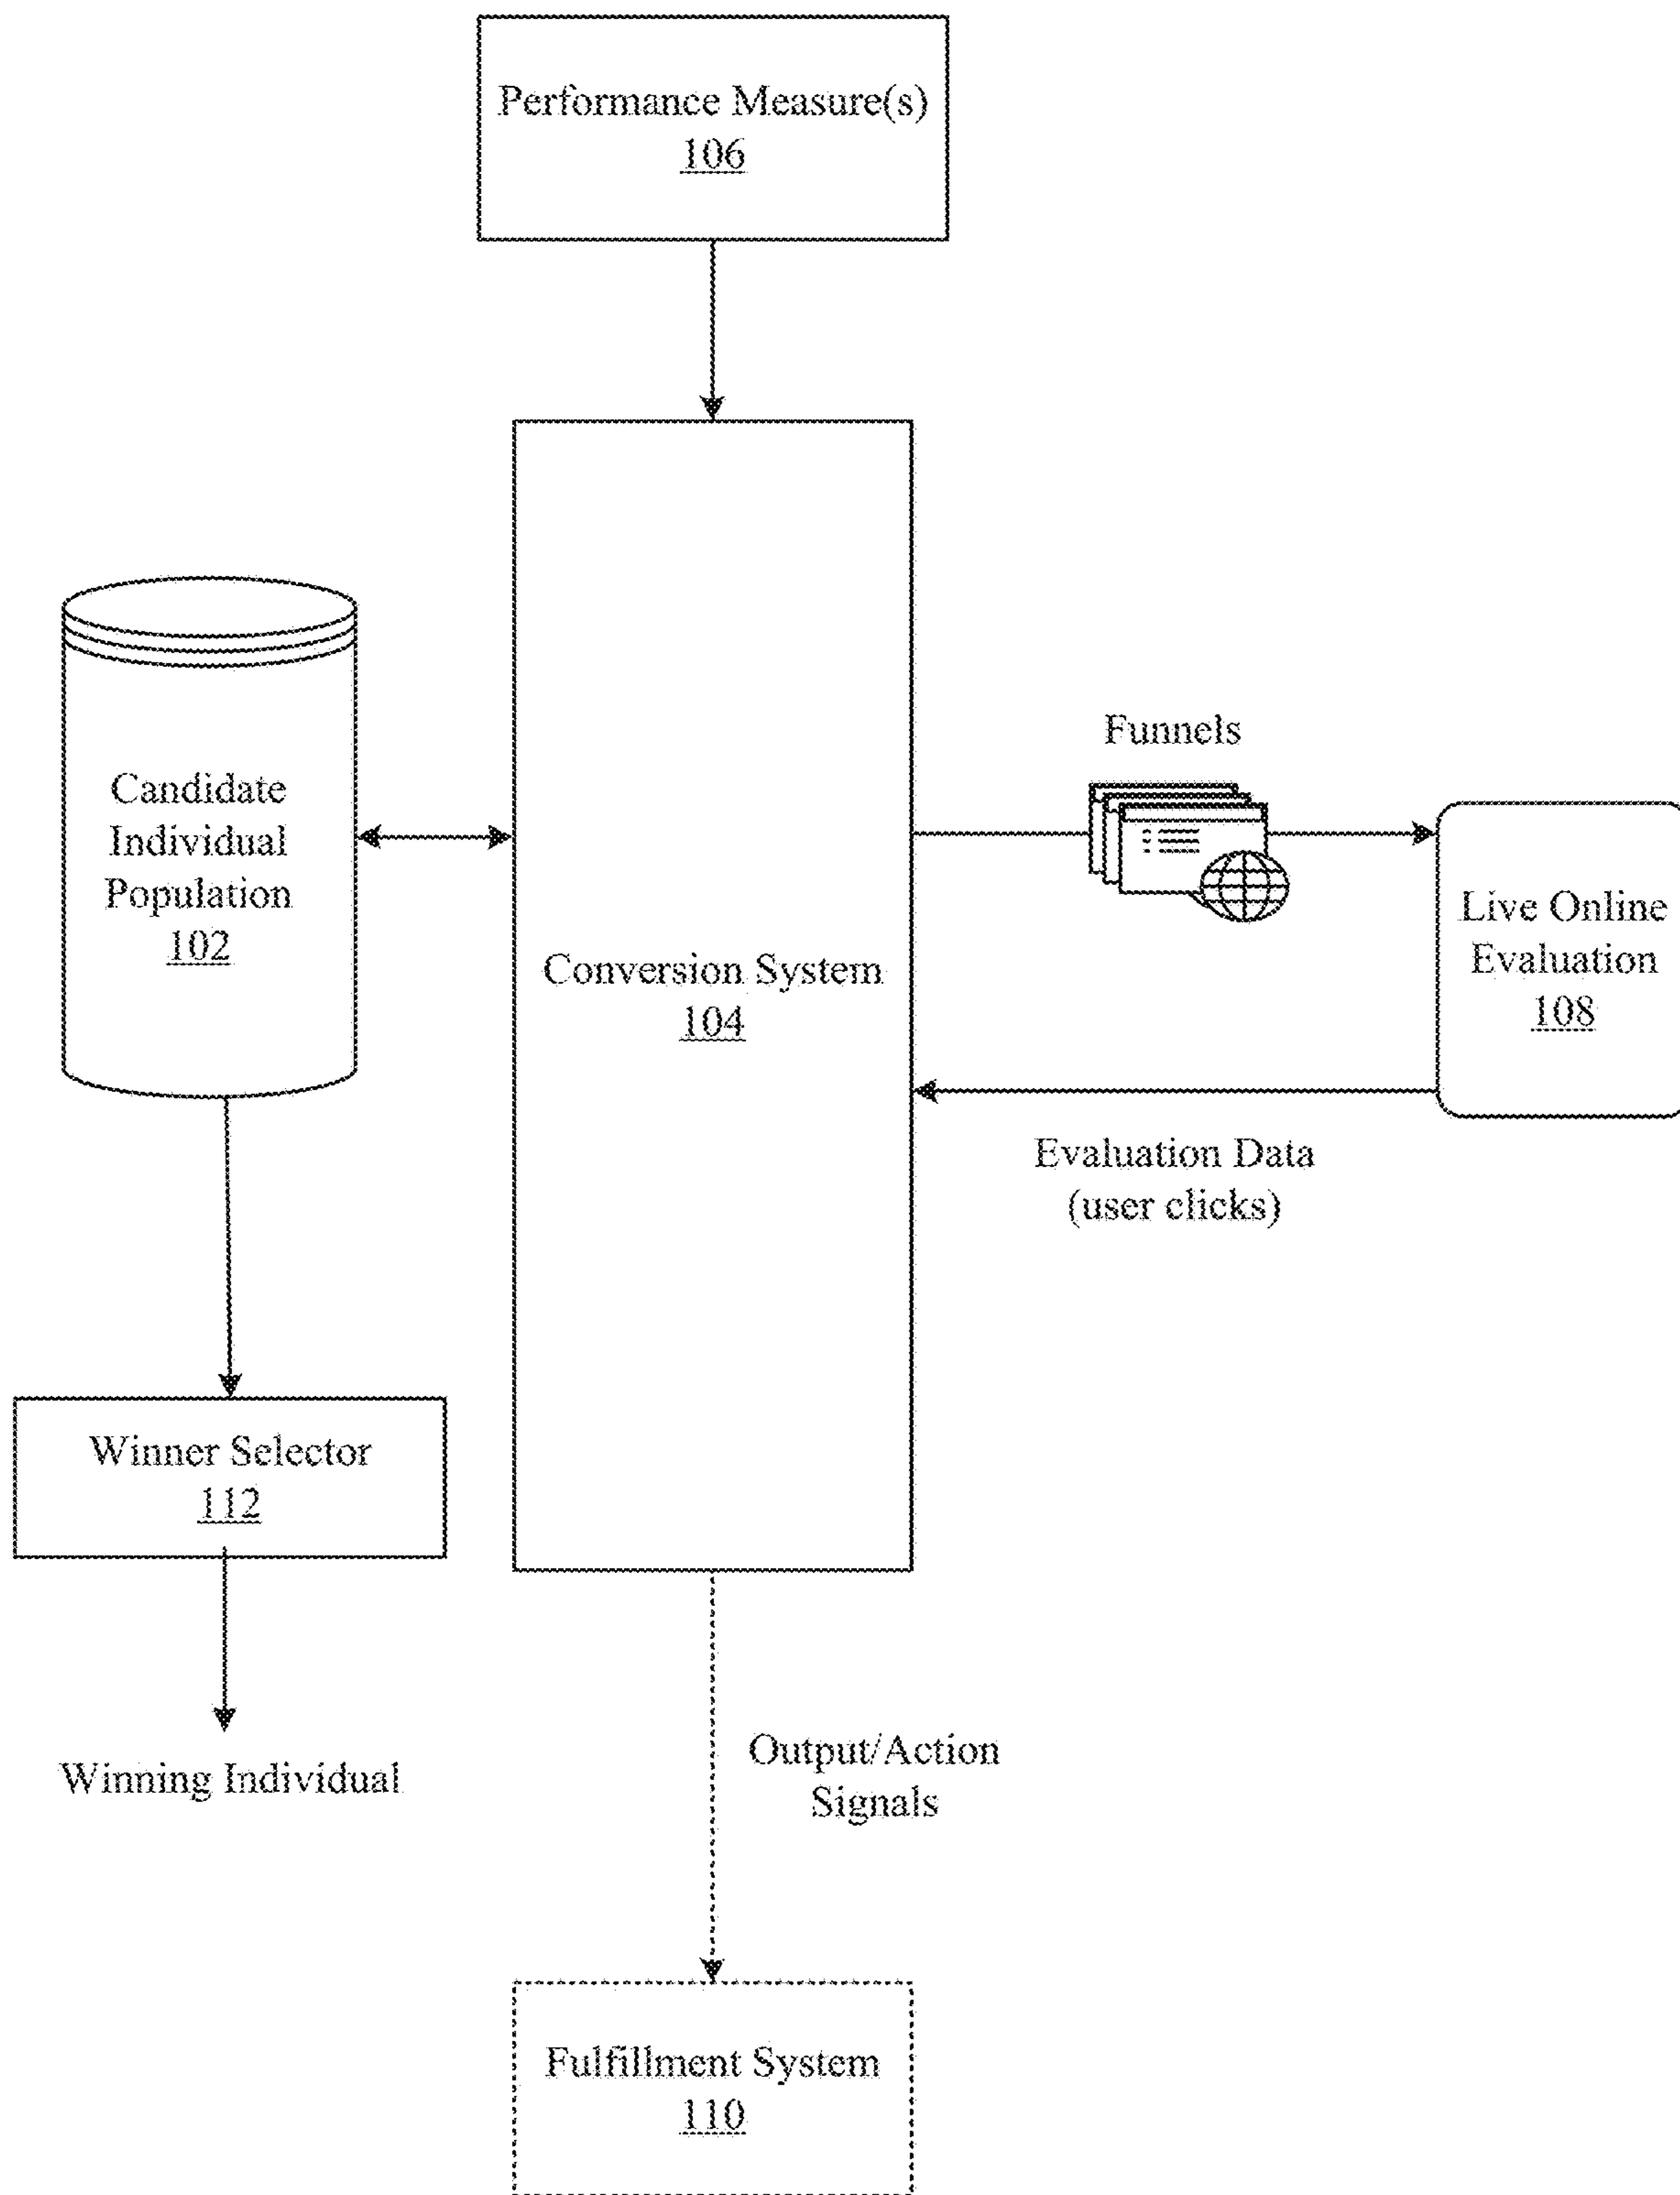 Performance Measure(s)
106
Funnels
Candidate
Individual
Population
102
Conversion System
104
Live Online
Evaluation
108
Evaluation Data
(user clicks)
Winner Selector
112
Winning Individual
Output/Action
Signals
Fulfillment System
110